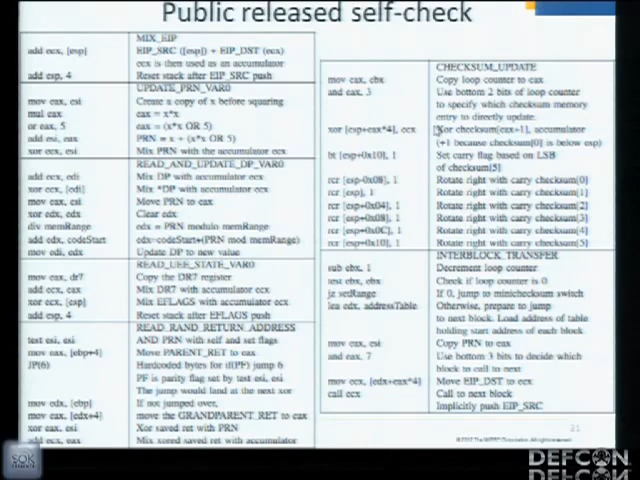 Public released self-check
MIX_EIP
add ecx, [esp] EIP_SRC ([esp]) + EIP_DST (ecx)
ecx is then used as an accumulator
add esp, 4 Reset stack after EIP_SRC push
UPDATE_PRN_VAR0
mov eax, esi Create a copy of x before squaring
mul eax eax = x*x
or eax, 5 eax = (x*x OR 5)
add esi, eax PRN = x + (x*x OR 5)
xor ecx, esi Mix PRN with the accumulator ecx
READ_AND_UPDATE_DP_VAR0
add ecx, edi Mix DP with accumulator ecx
xor ecx, [edi] Mix *DP with accumulator ecx
mov eax, esi Move PRN to eax
xor edx, edx Clear edx
div memRange edx = PRN modulo memRange
add edx, codeStart edx=codeStart+(PRN mod memRange)
mov edi, edx Update DP to new value
READ_UEE_STATE_VAR0
mov eax, dr7 Copy the DR7 register
add ecx, eax Mix DR7 with accumulator ecx
xor ecx, [esp] Mix EFLAGS with accumulator ecx
add esp, 4 Reset stack after EFLAGS push
READ_RAND_RETURN_ADDRESS
test esi, esi AND PRN with self and set flags
mov eax, [ebp+4] Move PARENT_RET to eax
JP(6) Hardcoded bytes for if(PF) jump 6
PF is parity flag set by test esi, esi
The jump would land at the next xor
mov edx, [ebp] If not jumped over,
mov eax, [edx+4] move the GRANDPARENT_RET to eax
xor eax, esi Xor saved ret with PRN
add ecx, eax Mix xored saved ret with accumulator
CHECKSUM_UPDATE
mov eax, ebx Copy loop counter to eax
and eax, 3 Use bottom 2 bits of loop counter
to specify which checksum memory
entry to directly update.
xor [esp+eax*4], ecx Xor checksum[eax+1], accumulator
(+1 because checksum[0] is below esp)
bt [esp+0x10], 1 Set carry flag based on LSB
of checksum[5]
rcr [esp-0x08], 1 Rotate right with carry checksum[0]
rcr [esp], 1 Rotate right with carry checksum[1]
rcr [esp+0x04], 1 Rotate right with carry checksum[2]
rcr [esp+0x08], 1 Rotate right with carry checksum[3]
rcr [esp+0x0C], 1 Rotate right with carry checksum[4]
rcr [esp+0x10], 1 Rotate right with carry checksum[5]
INTERBLOCK_TRANSFER
sub ebx, 1 Decrement loop counter
test ebx, ebx Check if loop counter is 0
jz setRange If 0, jump to minichecksum switch
lea edx, addressTable Otherwise, prepare to jump
to next block. Load address of table
holding start address of each block
mov eax, esi Copy PRN to eax
and eax, 7 Use bottom 3 bits to decide which
block to call to next
mov ecx, [edx+eax*4] Move EIP_DST to ecx
call ecx Call to next block
Implicitly push EIP_SRC
DEFCON
SOK